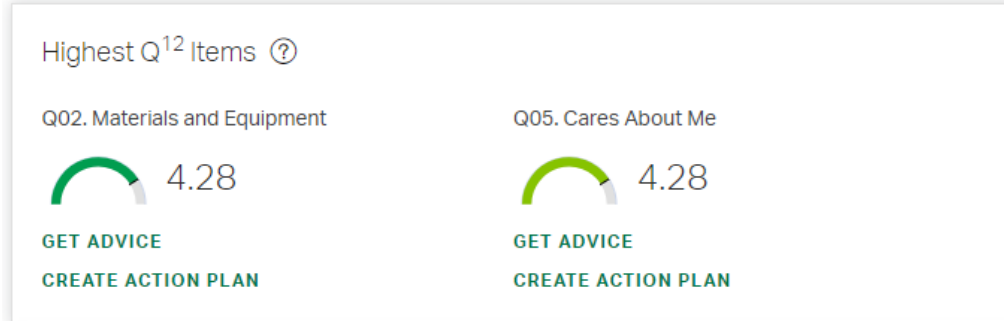 Highest Q12 Items ?
Q02. Materials and Equipment
4.28
GET ADVICE
CREATE ACTION PLAN
Q05. Cares About Me
4.28
GET ADVICE
CREATE ACTION PLAN